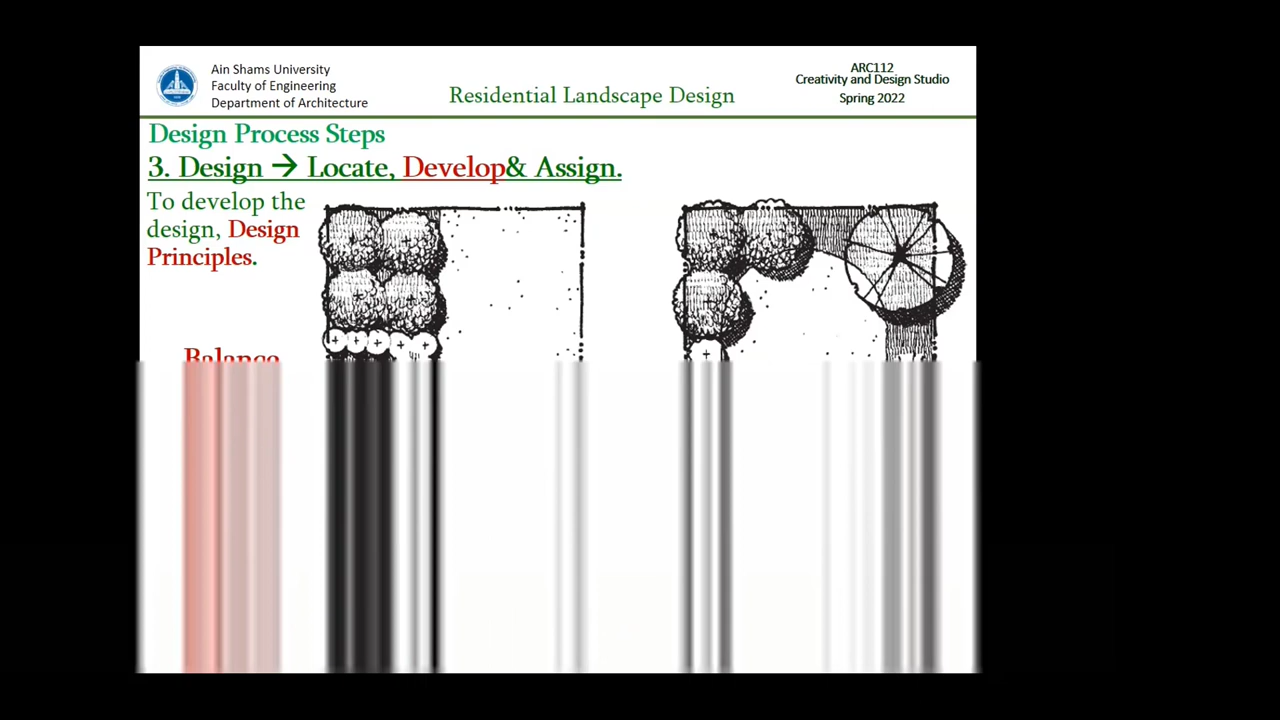 Ain Shams University
Faculty of Engineering
Department of Architecture
Residential Landscape Design
ARC112
Creativity and Design Studio
Spring 2022
Design Process Steps
3. Design → Locate, Develop& Assign.
To develop the
design, Design
Principles.
Balance